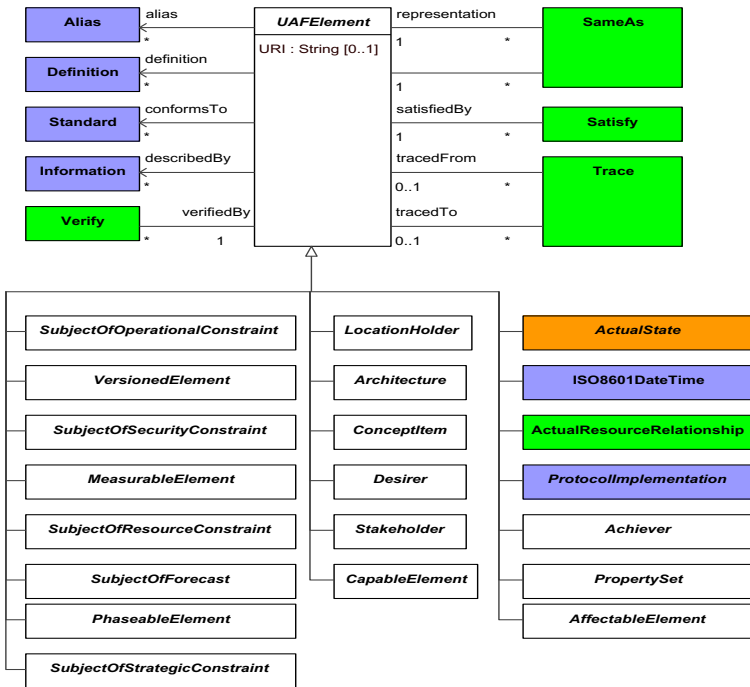 Alias
alias
*
Definition
definition
*
Standard
conformsTo
*
Information
describedBy
*
Verify
verifiedBy
*
1
UAFElement
URI : String [0..1]
representation
1
*
SameAs
1
*
satisfiedBy
1
*
Satisfy
tracedFrom
0..1
*
Trace
tracedTo
0..1
*
SubjectOfOperationalConstraint
VersionedElement
SubjectOfSecurityConstraint
MeasurableElement
SubjectOfResourceConstraint
SubjectOfForecast
PhaseableElement
SubjectOfStrategicConstraint
LocationHolder
Architecture
ConceptItem
Desirer
Stakeholder
CapableElement
ActualState
ISO8601DateTime
ActualResourceRelationship
ProtocolImplementation
Achiever
PropertySet
AffectableElement